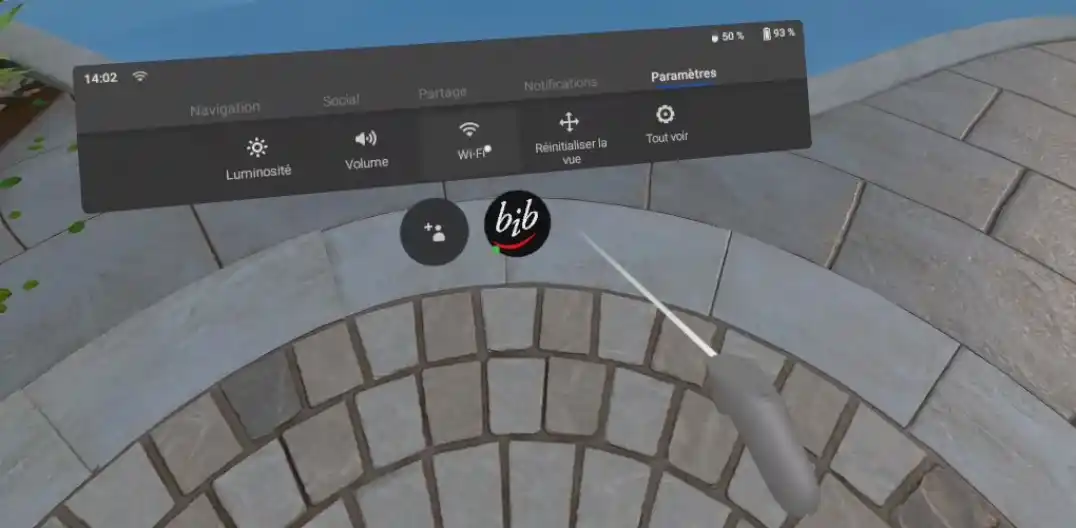 14:02
50 %
93 %
Navigation
Social
Partage
Notifications
Paramètres
Luminosité
Volume
Wi-Fi
Réinitialiser la
vue
Tout voir
bib